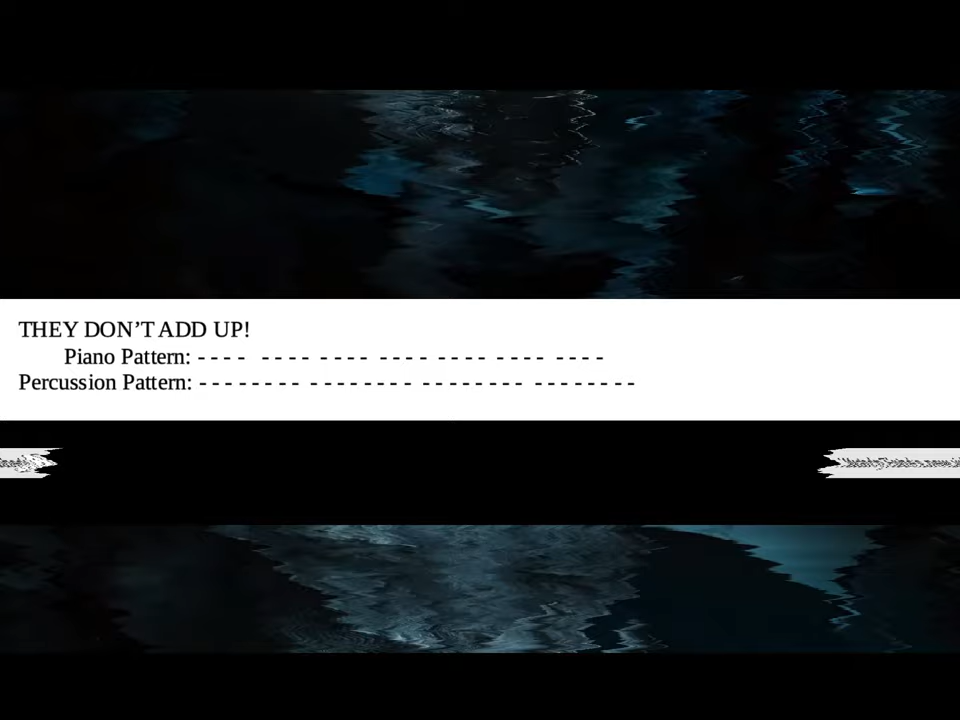 THEY DON’T ADD UP!
Piano Pattern: - - - -  - - - - - - - - - - - - - - - - - - - - - - - -
Percussion Pattern: - - - - - - - - - - - - - - - - - - - - - - - - - - - - - - - -